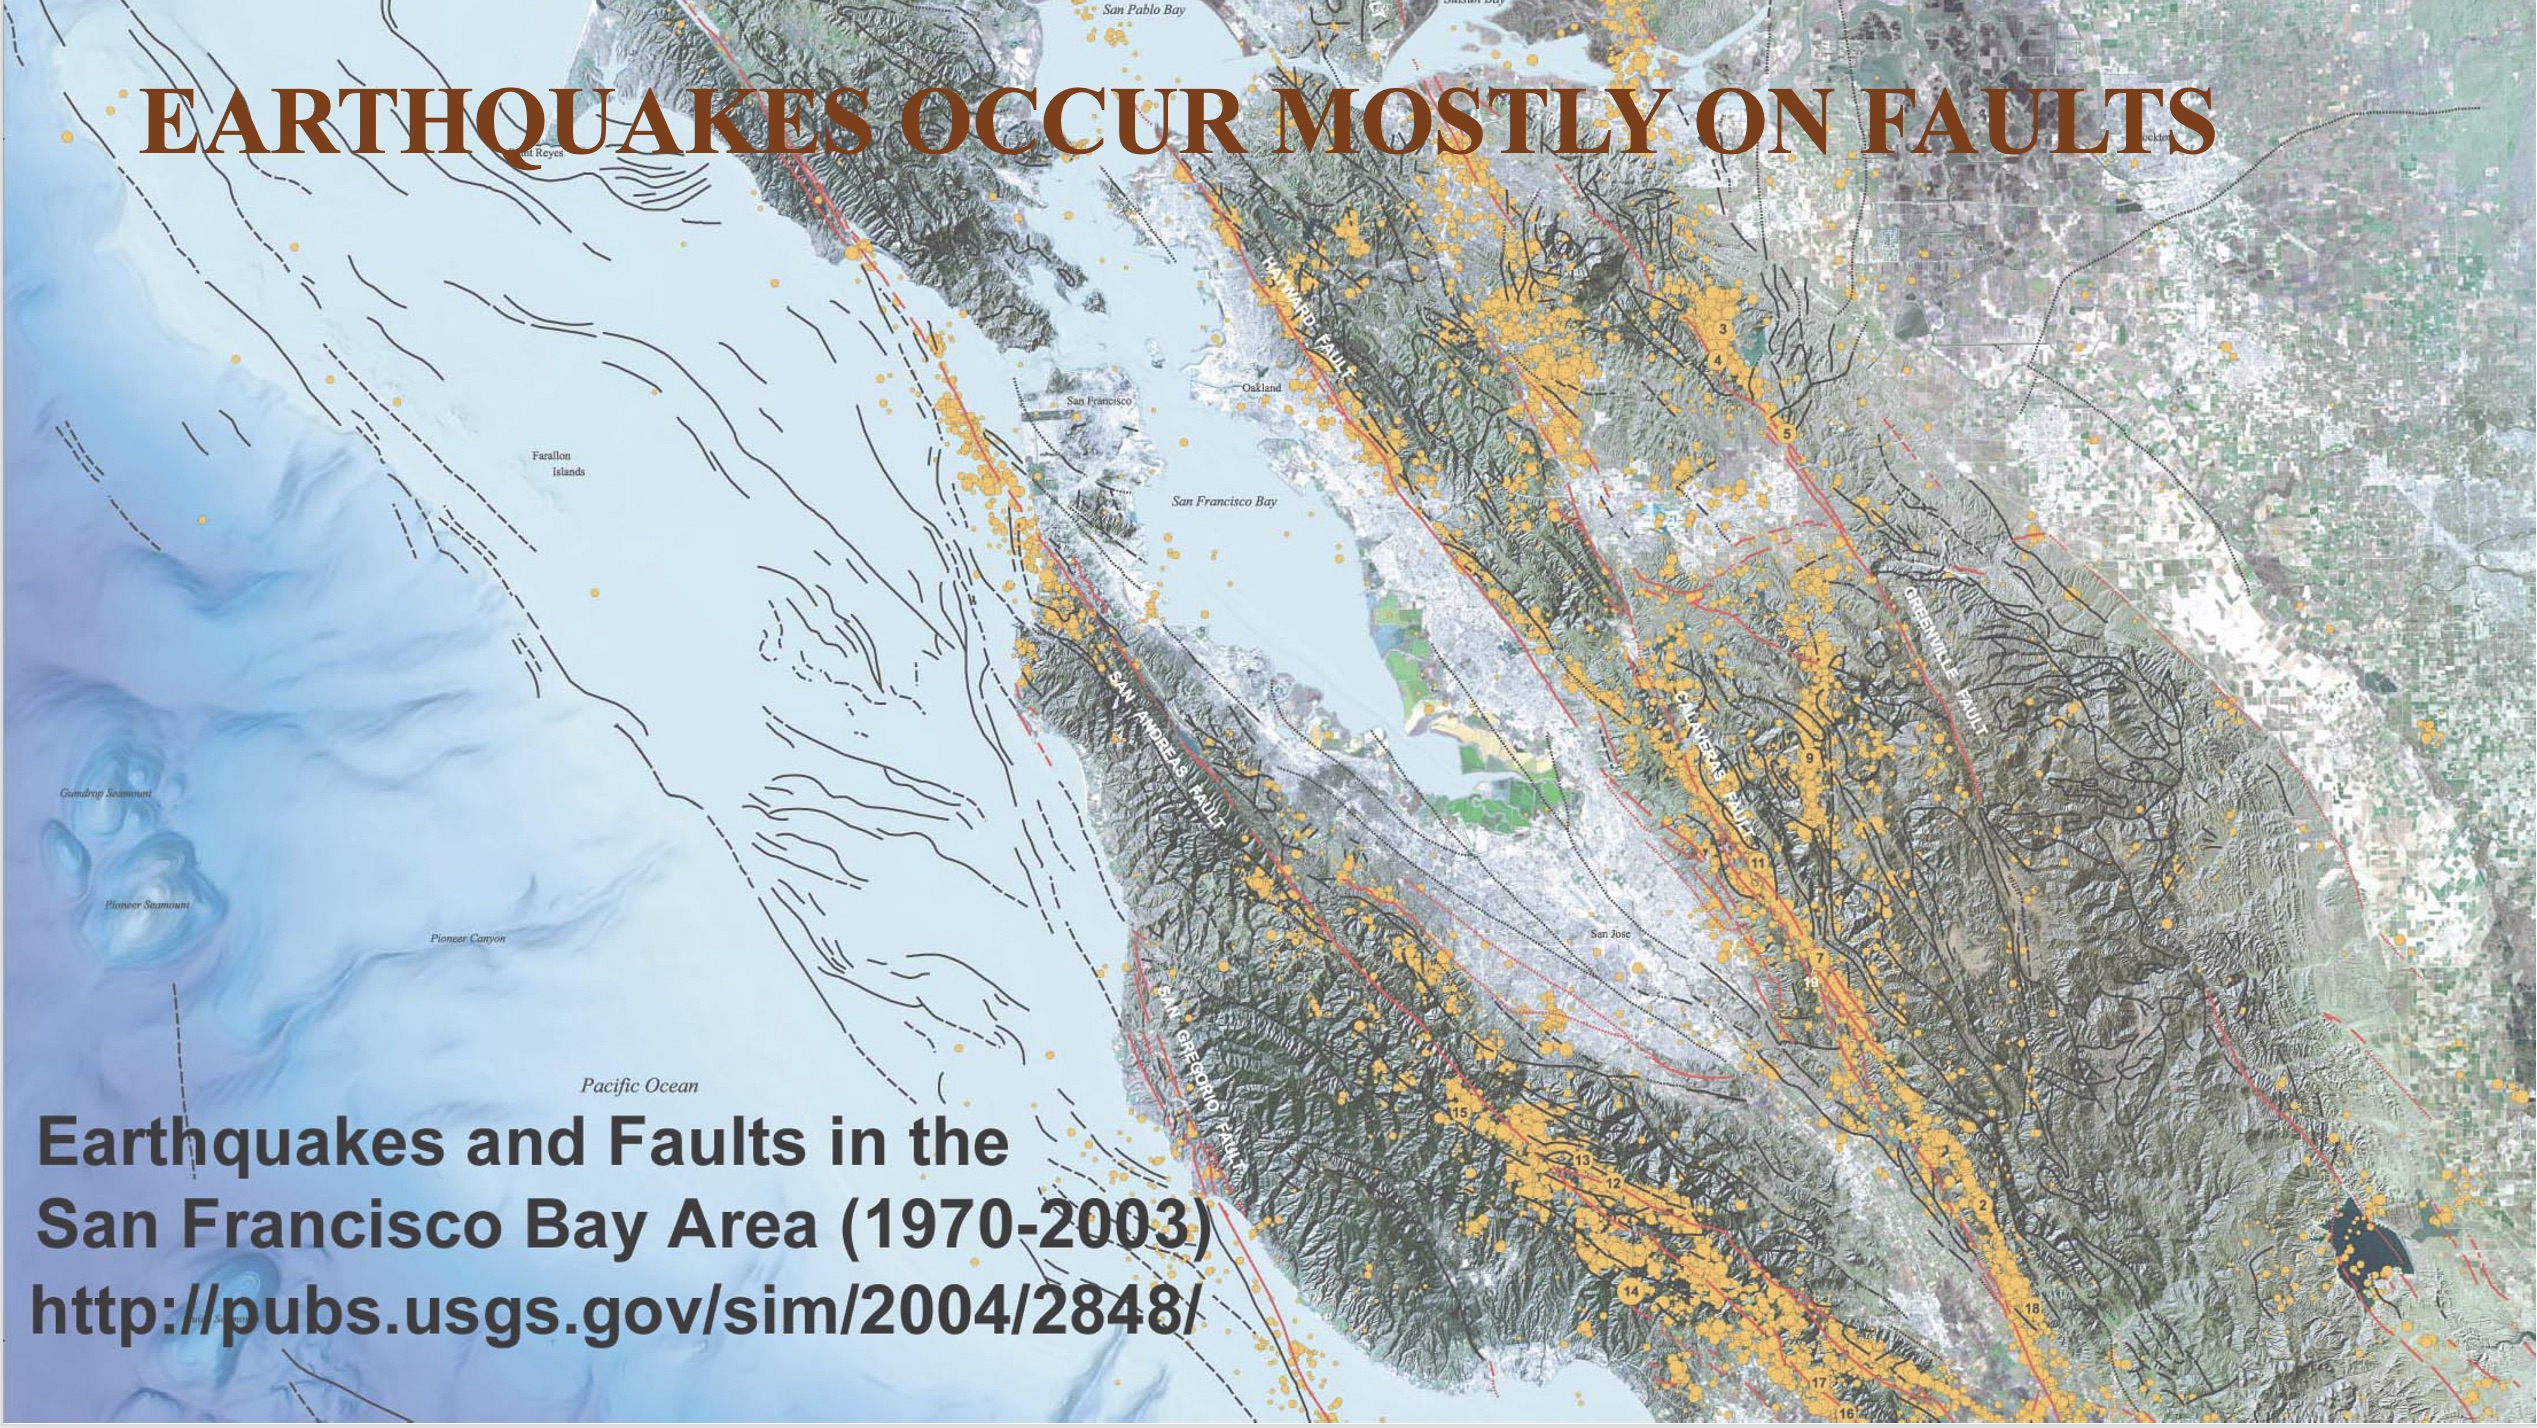 San Pablo Bay
Suisun Bay
EARTHQUAKES OCCUR MOSTLY ON FAULTS
Reyes
HAYWARD FAULT
3
4
Oakland
San Francisco
5
Farallon
Islands
San Francisco Bay
GREENVILLE FAULT
SAN ANDREAS FAULT
CALAVERAS FAULT
9
Gumdrop Seamount
11
Pioneer Seamount
Pioneer Canyon
San Jose
7
19
SAN GREGORIO FAULT
Pacific Ocean
15
13
12
2
14
18
17
16
Earthquakes and Faults in the
San Francisco Bay Area (1970-2003)
http://pubs.usgs.gov/sim/2004/2848/